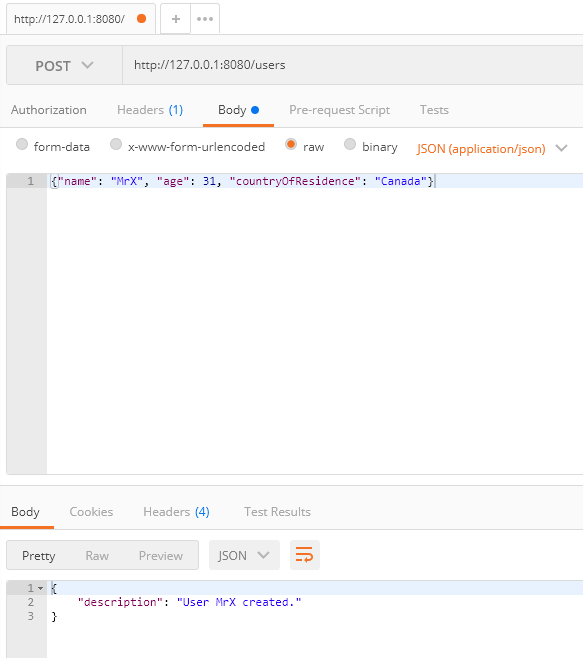 http://127.0.0.1:8080/ + •••
POST http://127.0.0.1:8080/users
Authorization Headers (1) Body Pre-request Script Tests
form-data x-www-form-urlencoded raw binary JSON (application/json)
1 {"name": "MrX", "age": 31, "countryOfResidence": "Canada"}
Body Cookies Headers (4) Test Results
Pretty Raw Preview JSON
1 {
2 "description": "User MrX created."
3 }